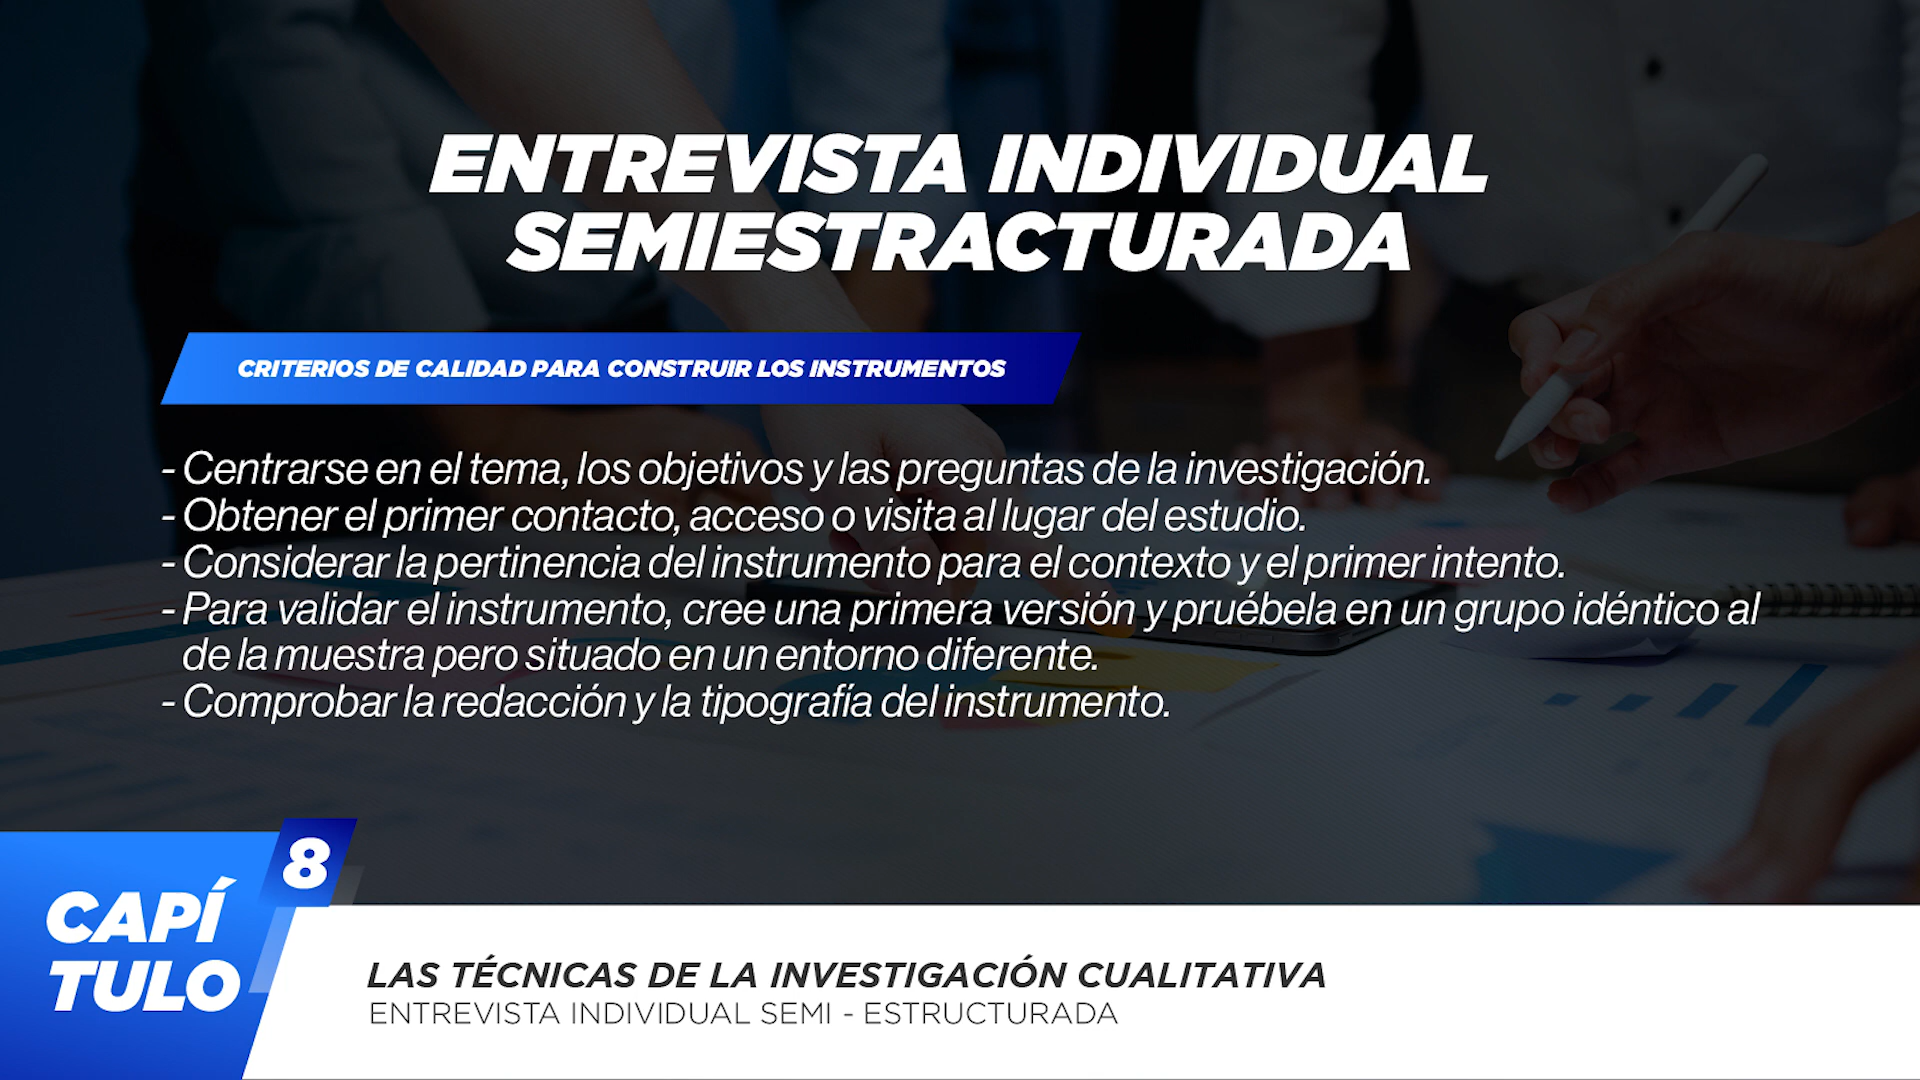 ENTREVISTA INDIVIDUAL
SEMIESTRACTURADA
CRITERIOS DE CALIDAD PARA CONSTRUIR LOS INSTRUMENTOS
- Centrarse en el tema, los objetivos y las preguntas de la investigación.
- Obtener el primer contacto, acceso o visita al lugar del estudio.
- Considerar la pertinencia del instrumento para el contexto y el primer intento.
- Para validar el instrumento, cree una primera versión y pruébela en un grupo idéntico al
de la muestra pero situado en un entorno diferente.
- Comprobar la redacción y la tipografía del instrumento.
8
CAPÍ
TULO
LAS TÉCNICAS DE LA INVESTIGACIÓN CUALITATIVA
ENTREVISTA INDIVIDUAL SEMI - ESTRUCTURADA